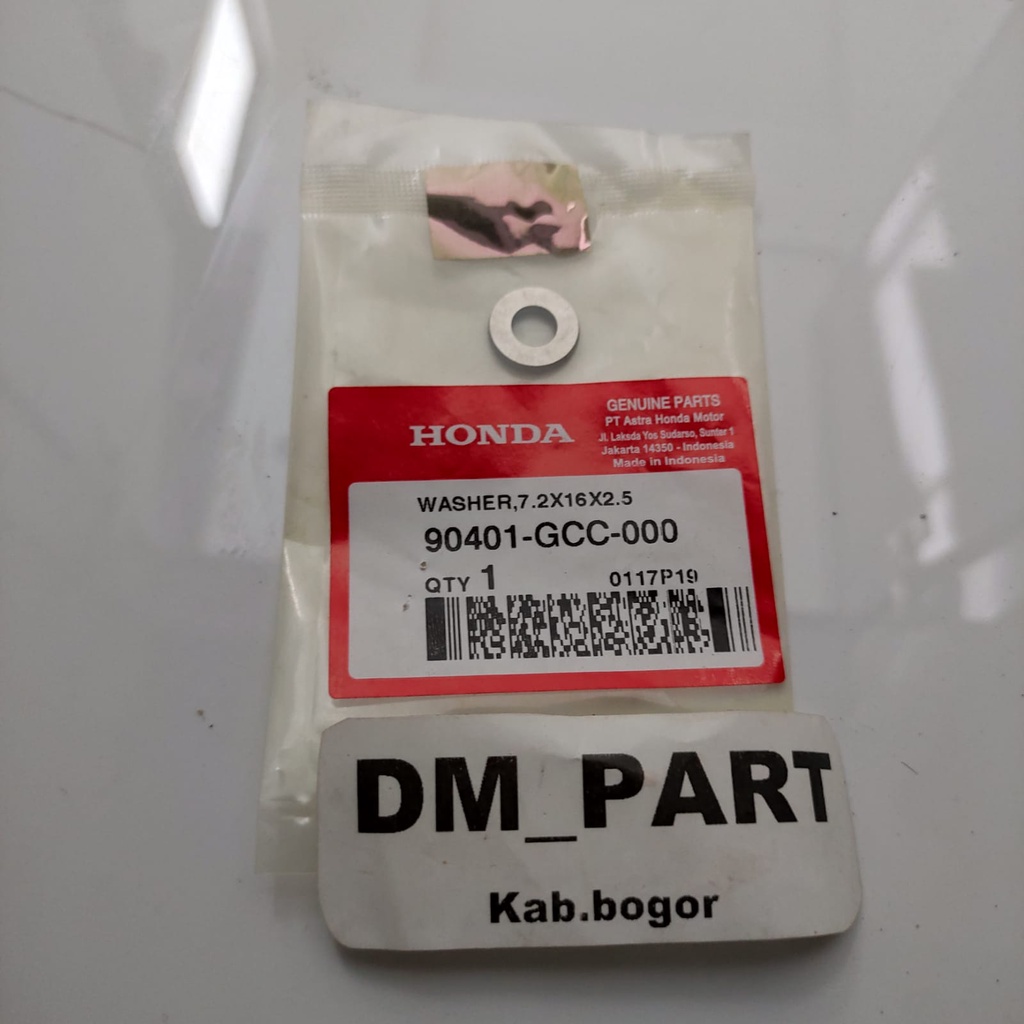 HONDA
GENUINE PARTS
PT Astra Honda Motor
Jl. Laksda Yos Sudarso, Sunter 1
Jakarta 14350 - Indonesia
Made in Indonesia
WASHER,7.2X16X2.5
90401-GCC-000
QTY 1 0117P19
DM_PART
Kab.bogor